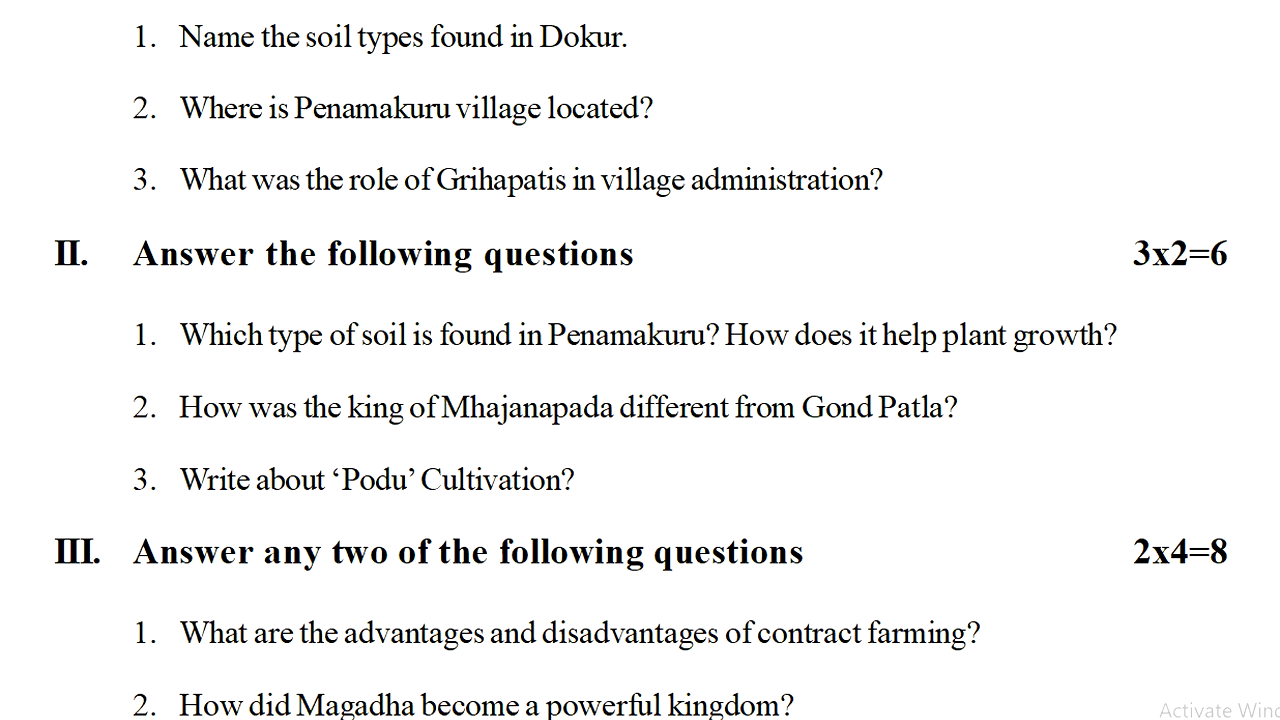 1. Name the soil types found in Dokur.
2. Where is Penamakuru village located?
3. What was the role of Grihapatis in village administration?
II. Answer the following questions 3x2=6
1. Which type of soil is found in Penamakuru? How does it help plant growth?
2. How was the king of Mhajanapada different from Gond Patla?
3. Write about ‘Podu’ Cultivation?
III. Answer any two of the following questions 2x4=8
1. What are the advantages and disadvantages of contract farming?
2. How did Magadha become a powerful kingdom?
Activate Wind